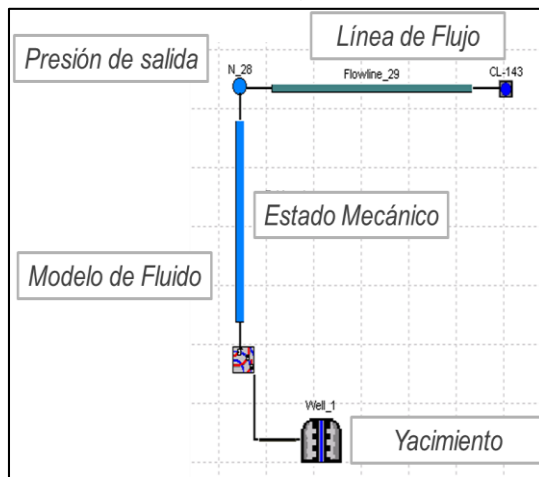 Línea de Flujo
Presión de salida
N_28
Flowline_29
CL-143
Estado Mecánico
Modelo de Fluido
Well_1
Yacimiento